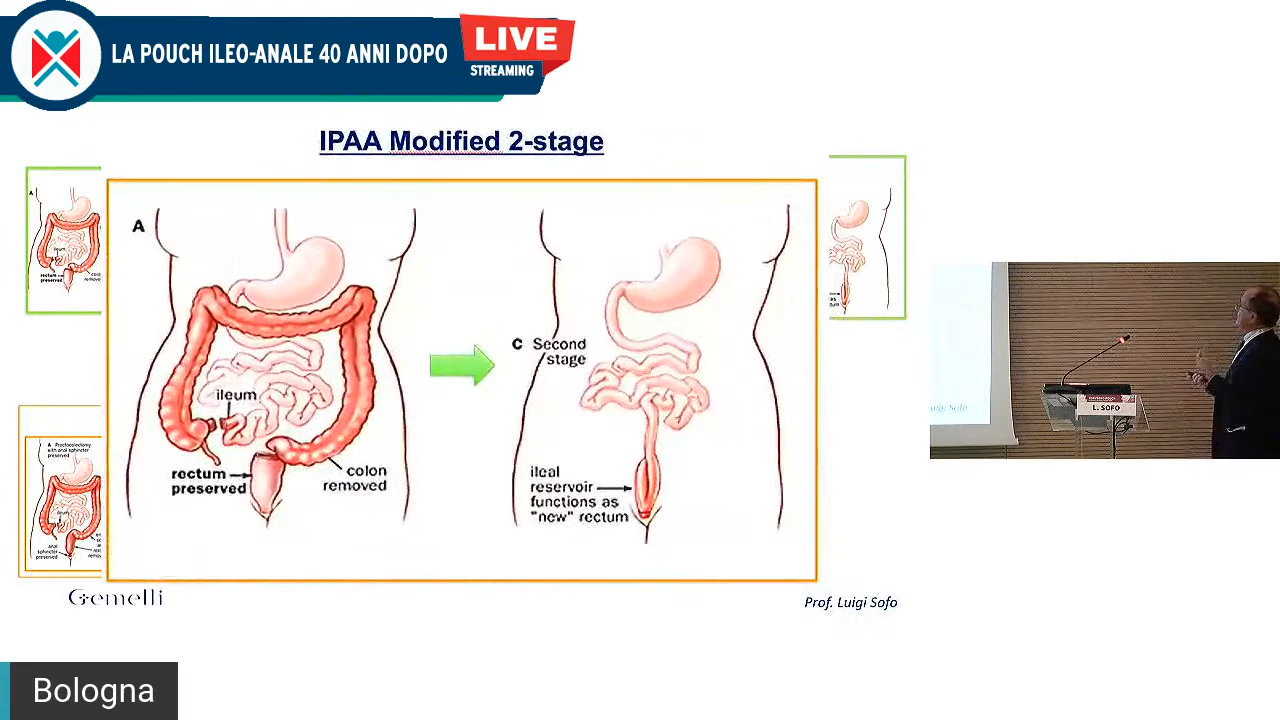 LA POUCH ILEO-ANALE 40 ANNI DOPO
LIVE
STREAMING
IPAA Modified 2-stage
A
ileum
rectum
preserved
colon
removed
C Second
stage
ileal
reservoir
functions as
"new" rectum
A
ileum
rectum
preserved
A Proctocolectomy
with anal sphincter
preserved
ileum
anal
sphincter
preserved
L. SOFO
Gemelli
Prof. Luigi Sofo
Bologna